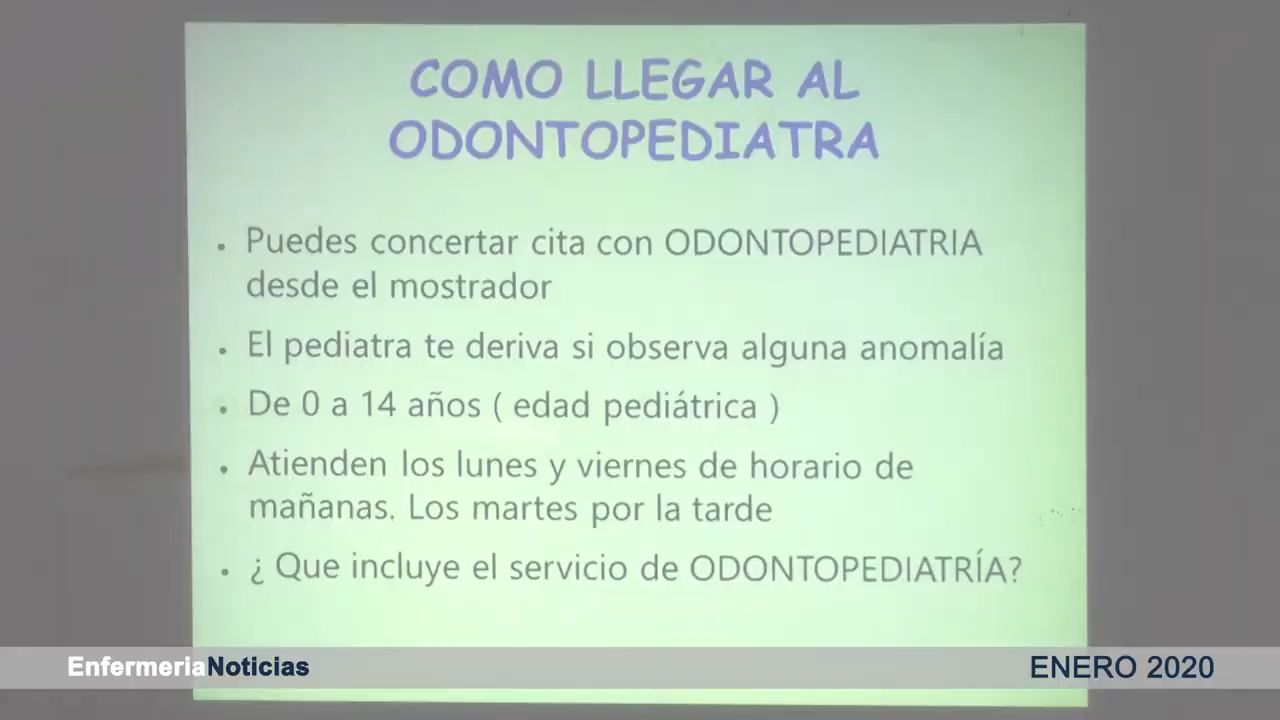 COMO LLEGAR AL
ODONTOPEDIATRA
• Puedes concertar cita con ODONTOPEDIATRIA
desde el mostrador
• El pediatra te deriva si observa alguna anomalía
• De 0 a 14 años ( edad pediátrica )
• Atienden los lunes y viernes de horario de
mañanas. Los martes por la tarde
• ¿ Que incluye el servicio de ODONTOPEDIATRÍA?
EnfermeriaNoticias
ENERO 2020